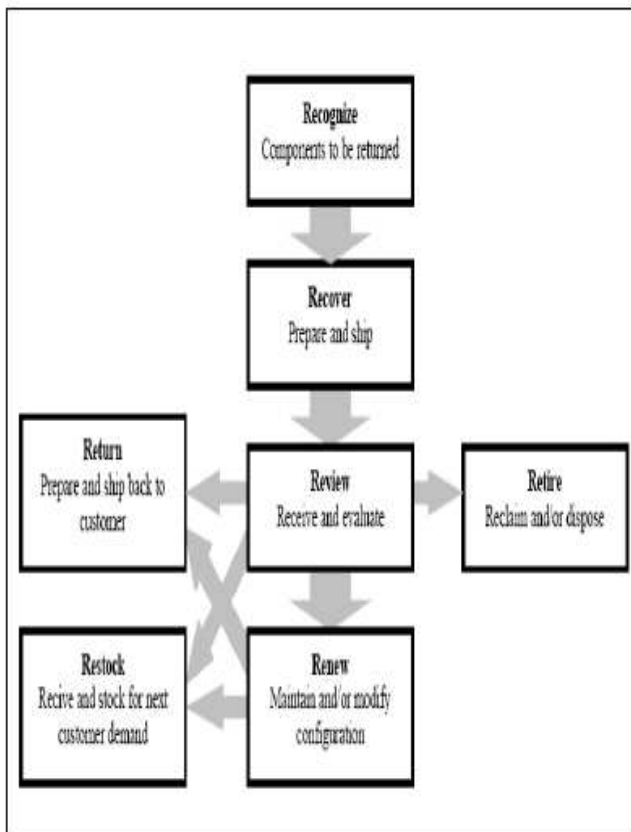 Recognize
Components to be returned
Recover
Prepare and ship
Return
Prepare and ship back to
customer
Review
Receive and evaluate
Retire
Reclaim and/or dispose
Restock
Recive and stock for next
customer demand
Renew
Maintain and/or modify
configuration